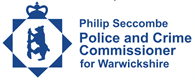 Philip Seccombe
Police and Crime
Commissioner
for Warwickshire